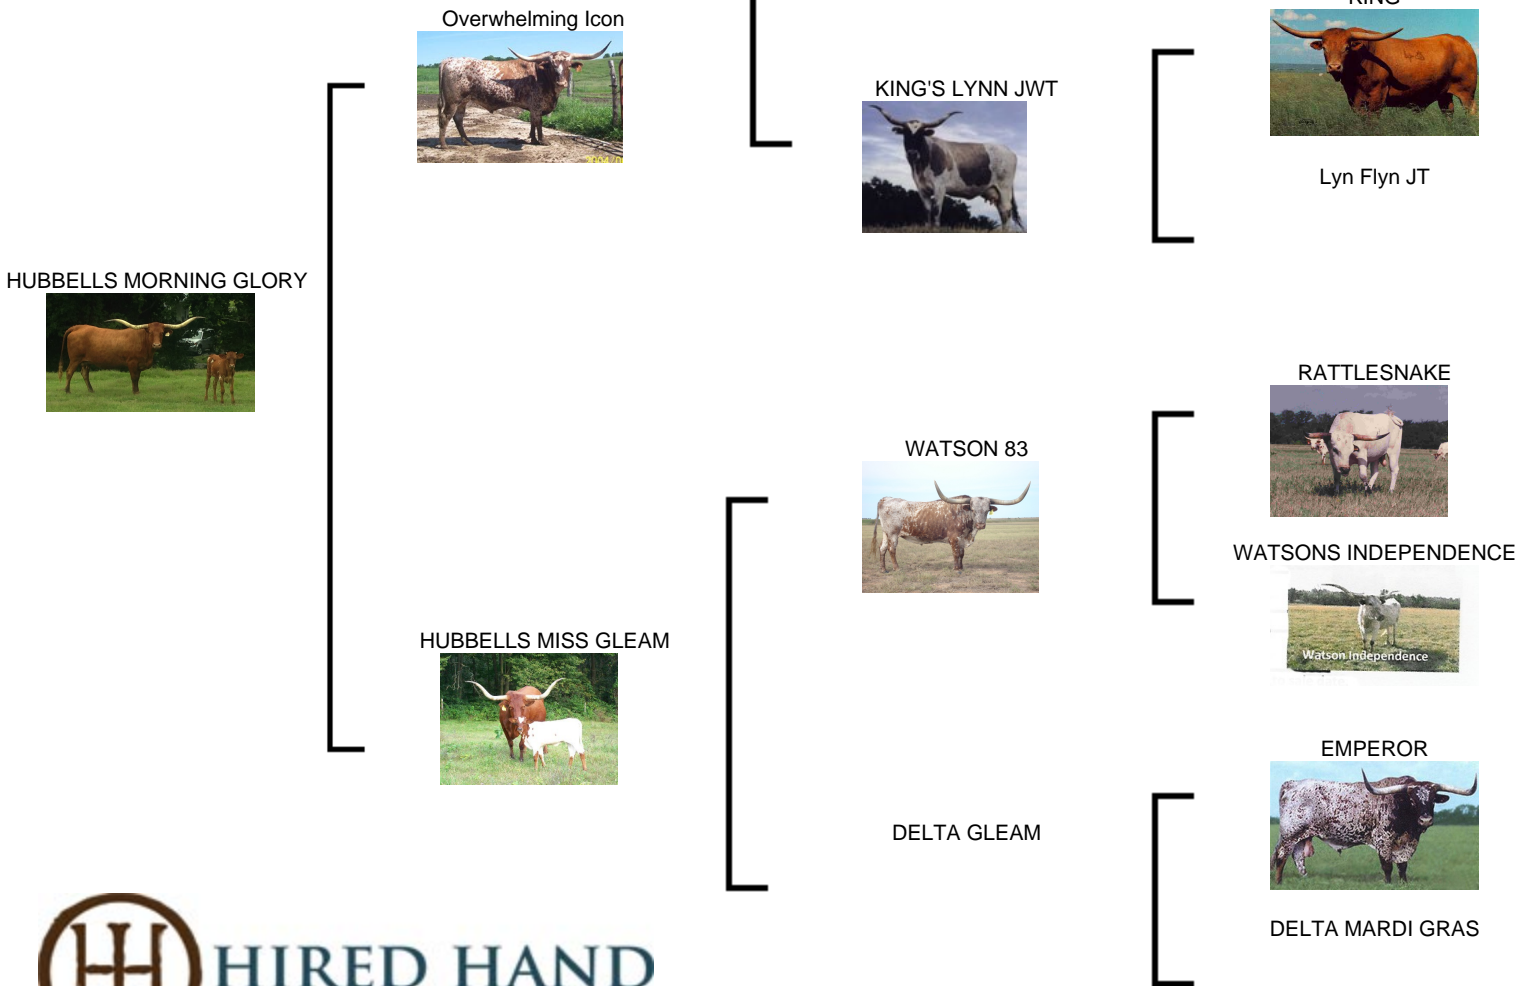 Overwhelming Icon
KING
KING'S LYNN JWT
Lyn Flyn JT
HUBBELLS MORNING GLORY
RATTLESNAKE
WATSON 83
WATSONS INDEPENDENCE
Watson Independence
HUBBELLS MISS GLEAM
EMPEROR
DELTA GLEAM
DELTA MARDI GRAS
HIRED HAND